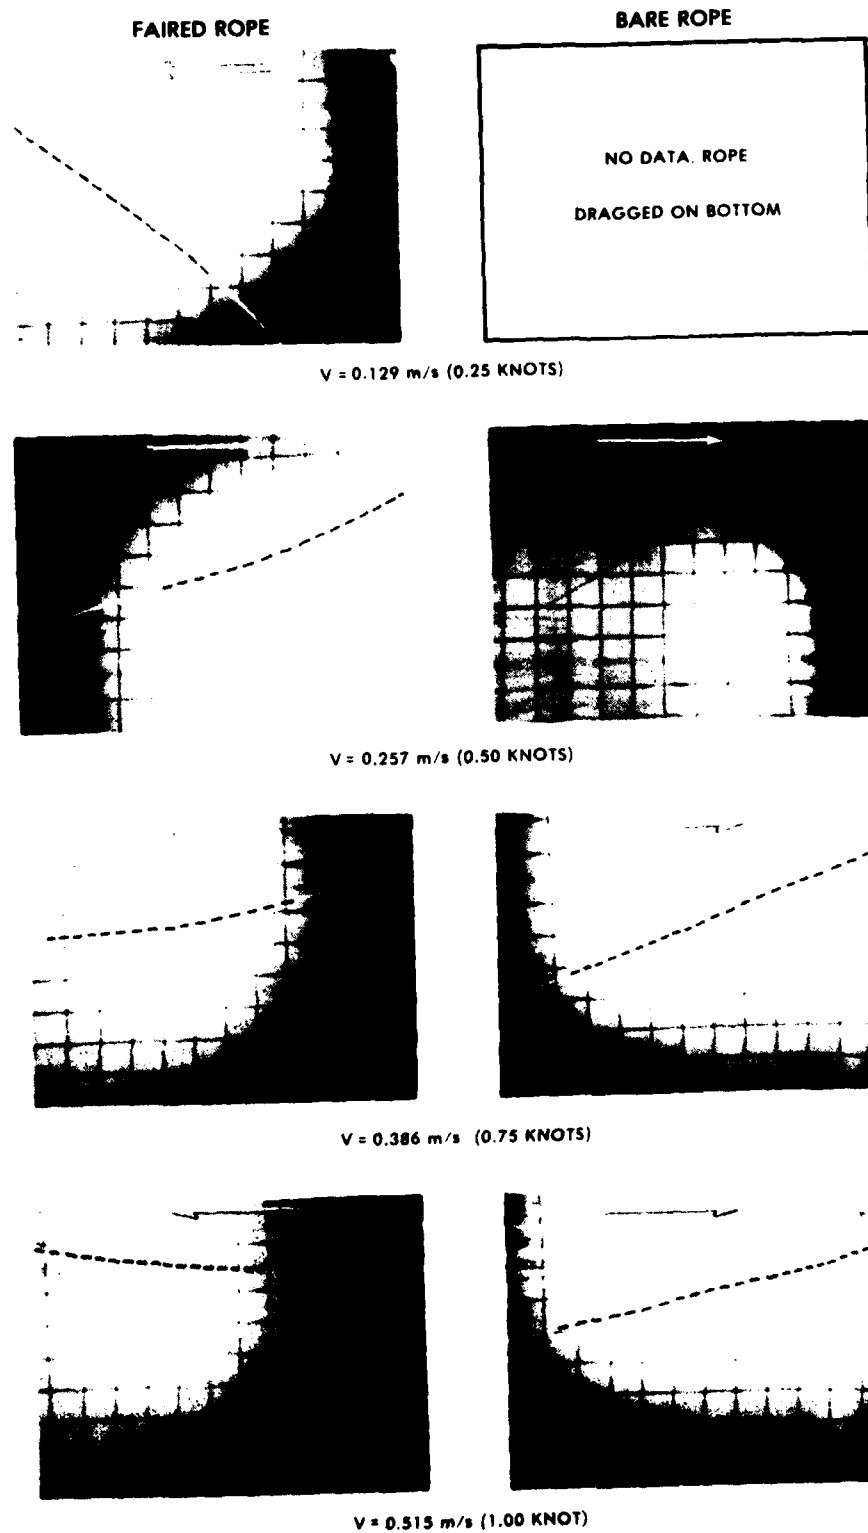 FAIRED ROPE
BARE ROPE
NO DATA. ROPE
DRAGGED ON BOTTOM
V = 0.129 m/s (0.25 KNOTS)
V = 0.257 m/s (0.50 KNOTS)
V = 0.386 m/s (0.75 KNOTS)
V = 0.515 m/s (1.00 KNOT)